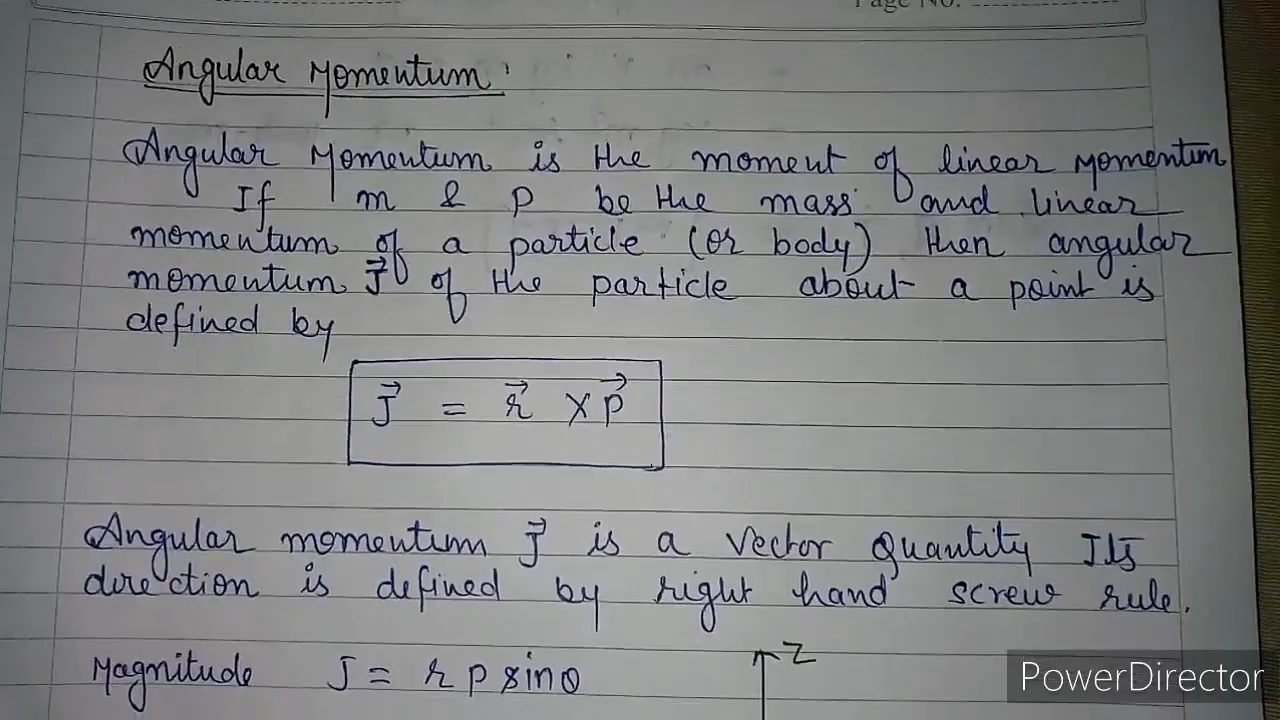 Page No.
Angular Momentum:
Angular Momentum is the moment of linear Momentum
If m & p be the mass and linear
momentum of a particle (or body) then angular
momentum J⃗ of the particle about a point is
defined by
J⃗ = r⃗ × p⃗
Angular momentum J⃗ is a vector quantity Its
direction is defined by right hand screw rule.
Magnitude J = r p sinθ
Z
PowerDirector